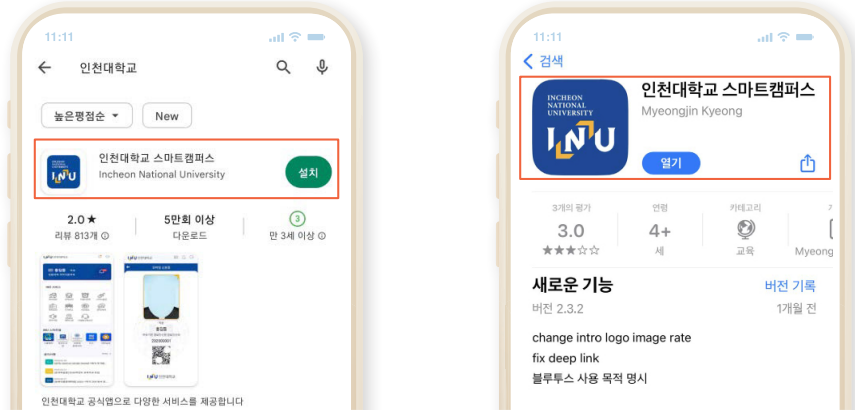 11:11
인천대학교
높은평점순
New
INCHEON
NATIONAL
UNIVERSITY
INU
인천대학교 스마트캠퍼스
Incheon National University
설치
2.0★
리뷰 813개
5만회 이상
다운로드
3
만 3세 이상
인천대학교 공식앱으로 다양한 서비스를 제공합니다
11:11
검색
INCHEON
NATIONAL
UNIVERSITY
INU
인천대학교 스마트캠퍼스
Myeongjin Kyeong
열기
3개의 평가
3.0
★★★☆☆
연령
4+
세
카테고리
교육
Myeong
새로운 기능
버전 기록
버전 2.3.2
1개월 전
change intro logo image rate
fix deep link
블루투스 사용 목적 명시